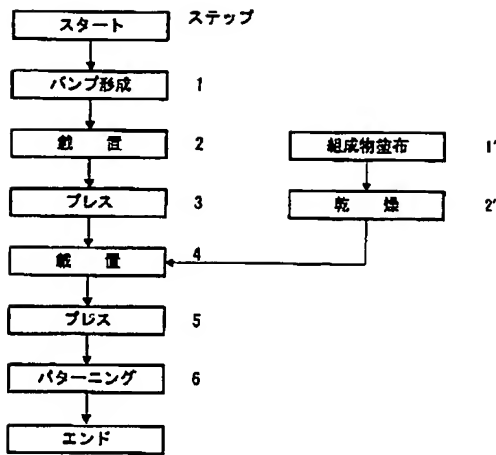 スタート ステップ
バンプ形成 1
載 置 2
組成物塗布 1'
プレス 3
乾 燥 2'
載 置 4
プレス 5
パターニング 6
エンド